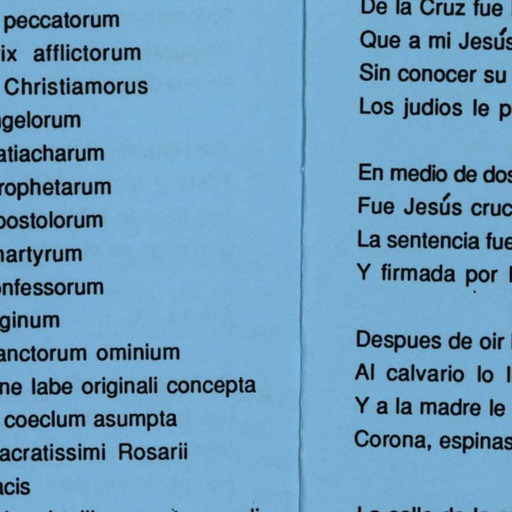 peccatorum
ix afflictorum
Christiamorus
gelorum
atiacharum
rophetarum
postolorum
artyrum
nfessorum
ginum
anctorum ominium
ne labe originali concepta
coeclum asumpta
acratissimi Rosarii
acis
De la Cruz fue
Que a mi Jesús
Sin conocer su
Los judios le p
En medio de dos
Fue Jesús cruc
La sentencia fue
Y firmada por
Despues de oir
Al calvario lo l
Y a la madre le
Corona, espinas